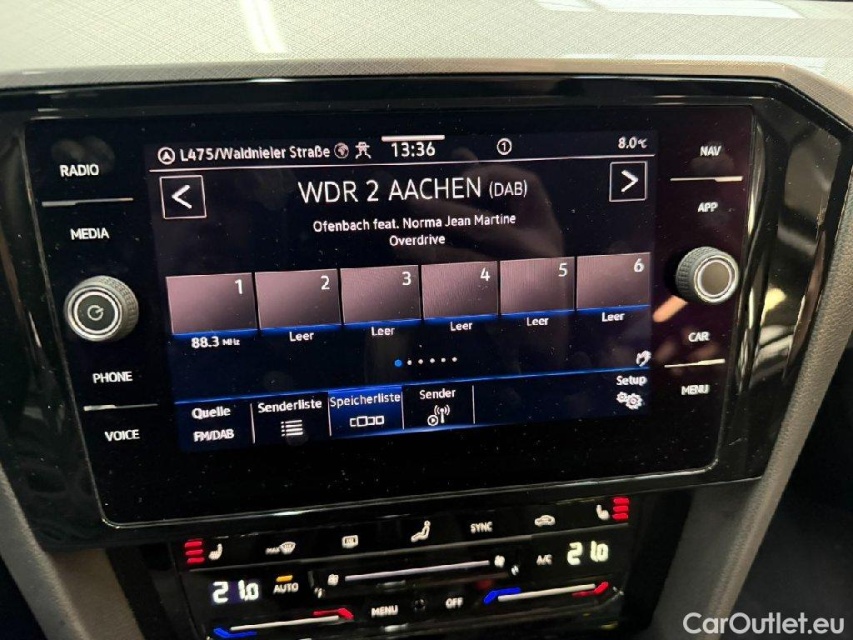 RADIO
MEDIA
PHONE
VOICE
L475/Waldnieler Straße 13:36 1 8.0°C
< WDR 2 AACHEN (DAB) >
Ofenbach feat. Norma Jean Martine
Overdrive
1 2 3 4 5 6
88.3 MHz Leer Leer Leer Leer Leer
Quelle Senderliste Speicherliste Sender Setup
FM/DAB
NAV
APP
CAR
MENU
MAX SYNC
21.0 AUTO A/C 21.0
MENU OFF
CarOutlet.eu